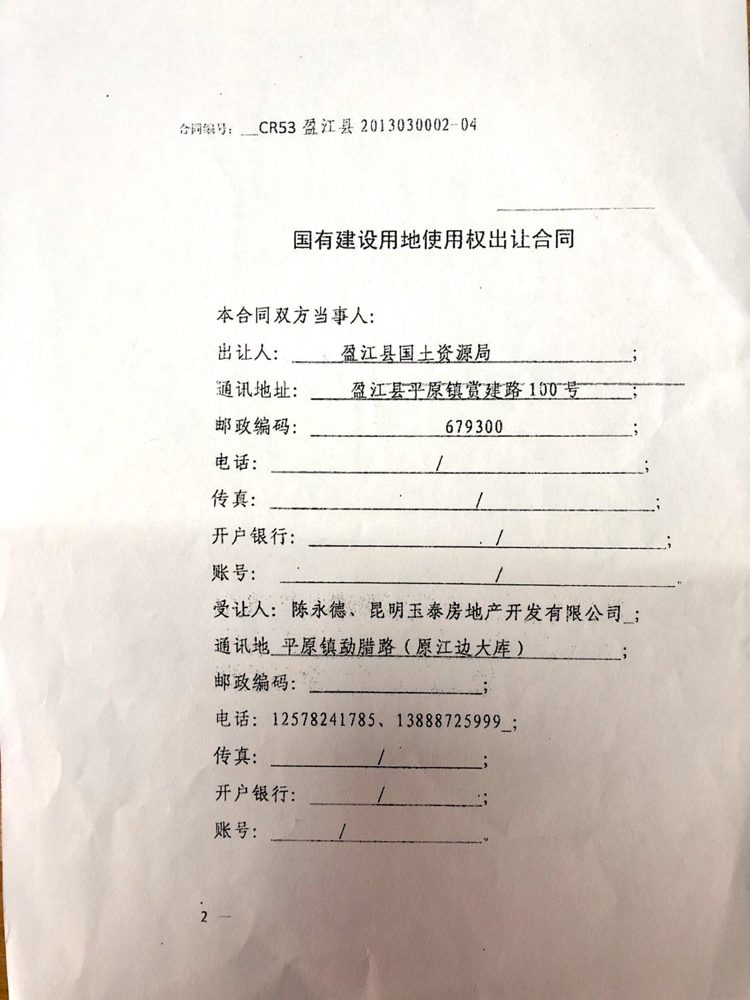 合同编号：__CR53 盈江县 2013030002-04
国有建设用地使用权出让合同
本合同双方当事人：
出让人： 盈江县国土资源局 ；
通讯地址： 盈江县平原镇赏建路 100 号 ；
邮政编码： 679300 ；
电话： / ；
传真： / ；
开户银行： / ；
账号： / 。
受让人：陈永德、昆明玉泰房地产开发有限公司_；
通讯地 平原镇勐腊路（原江边大库） ；
邮政编码： ；
电话：12578241785、13888725999_；
传真： / ；
开户银行： / ；
账号： / 。
2 —